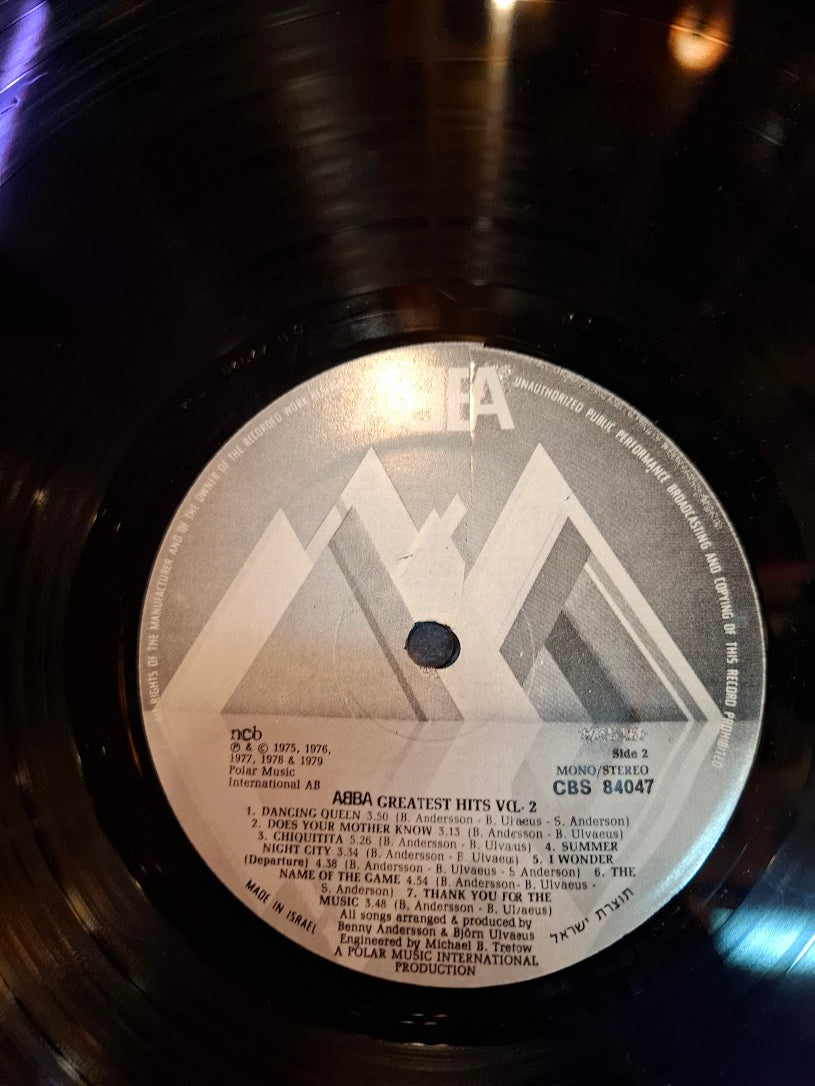 ABBA
RIGHTS OF THE MANUFACTURER AND OF THE OWNER OF THE RECORDED WORK
UNAUTHORIZED PUBLIC PERFORMANCE BROADCASTING AND COPYING OF THIS RECORD PROHIBITED
ncb
℗ & © 1975, 1976,
1977, 1978 & 1979
Polar Music
International AB
Side 2
MONO/STEREO
CBS 84047
ABBA GREATEST HITS VOL. 2
1. DANCING QUEEN 3.50 (B. Andersson - B. Ulvaeus - S. Anderson)
2. DOES YOUR MOTHER KNOW 3.13 (B. Andersson - B. Ulvaeus)
3. CHIQUITITA 5.26 (B. Andersson - B. Ulvaus) 4. SUMMER
NIGHT CITY 3.34 (B. Andersson - B. Ulvaeus) 5. I WONDER
(Departure) 4.38 (B. Andersson - B. Ulvaeus - S Anderson) 6. THE
NAME OF THE GAME 4.54 (B. Andersson- B. Ulvaeus -
S. Anderson) 7. THANK YOU FOR THE
MUSIC 3.48 (B. Andersson - B. Ulvaeus)
All songs arranged & produced by
Benny Andersson & Björn Ulvaeus
Engineered by Michael B. Tretow
A POLAR MUSIC INTERNATIONAL
PRODUCTION
MADE IN ISRAEL
תוצרת ישראל